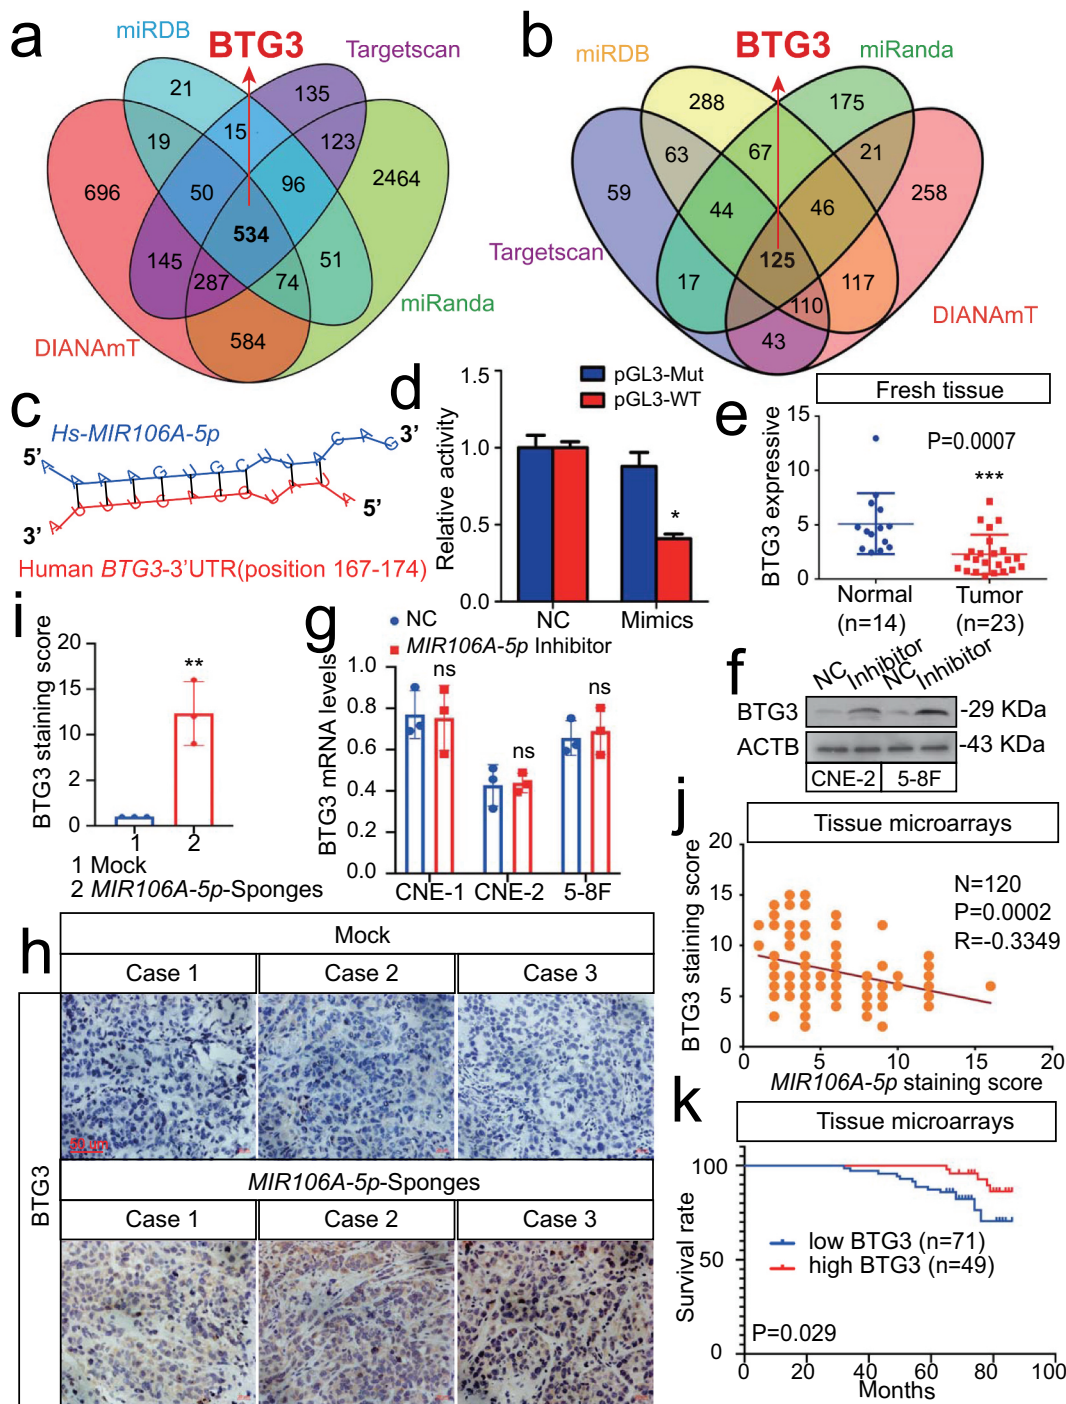 a
miRDB
BTG3
Targetscan
21
135
19
15
123
696
50
96
2464
534
145
287
74
51
584
DIANAmT
miRanda
b
miRDB
BTG3
miRanda
288
175
63
67
21
59
44
46
258
Targetscan
125
17
110
117
43
DIANAmT
c
Hs-MIR106A-5p
5’
3’
A A A A G U G C U U A C A G
3’
5’
Human BTG3-3’UTR(position 167-174)
d
pGL3-Mut
pGL3-WT
Relative activity
1.5
1.0
0.5
0.0
*
NC
Mimics
e
Fresh tissue
BTG3 expressive
15
10
5
0
P=0.0007
***
Normal
(n=14)
Tumor
(n=23)
i
BTG3 staining score
20
15
10
2
0
**
1
2
1 Mock
2 MIR106A-5p-Sponges
g
NC
MIR106A-5p Inhibitor
BTG3 mRNA levels
1.0
0.8
0.6
0.4
0.2
0.0
ns
ns
ns
CNE-1
CNE-2
5-8F
f
NC
Inhibitor
NC
Inhibitor
BTG3
-29 KDa
ACTB
-43 KDa
CNE-2
5-8F
j
Tissue microarrays
BTG3 staining score
20
15
10
5
0
N=120
P=0.0002
R=-0.3349
0
5
10
15
20
MIR106A-5p staining score
h
Mock
Case 1
Case 2
Case 3
BTG3
50 um
MIR106A-5p-Sponges
Case 1
Case 2
Case 3
k
Tissue microarrays
Survival rate
100
50
0
low BTG3 (n=71)
high BTG3 (n=49)
P=0.029
0
20
40
60
80
100
Months